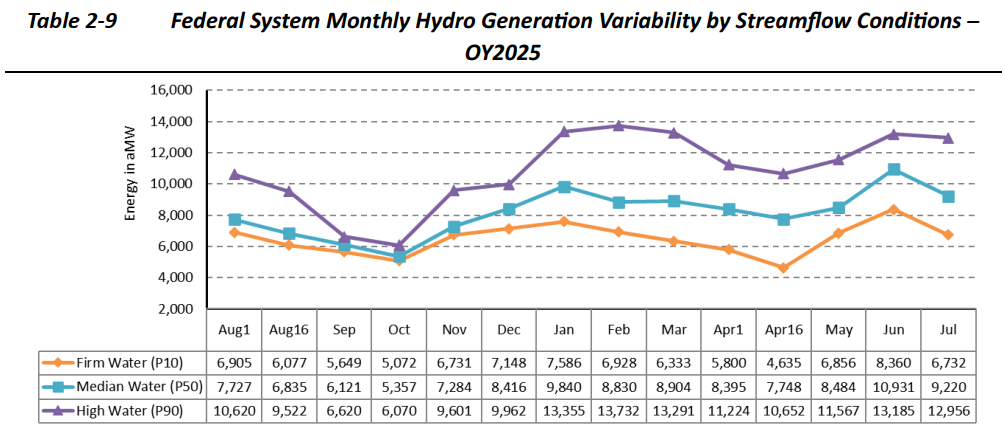 Table 2-9 Federal System Monthly Hydro Generation Variability by Streamflow Conditions –
OY2025
Energy in aMW
16,000
14,000
12,000
10,000
8,000
6,000
4,000
2,000
Aug1 Aug16 Sep Oct Nov Dec Jan Feb Mar Apr1 Apr16 May Jun Jul
Firm Water (P10) 6,905 6,077 5,649 5,072 6,731 7,148 7,586 6,928 6,333 5,800 4,635 6,856 8,360 6,732
Median Water (P50) 7,727 6,835 6,121 5,357 7,284 8,416 9,840 8,830 8,904 8,395 7,748 8,484 10,931 9,220
High Water (P90) 10,620 9,522 6,620 6,070 9,601 9,962 13,355 13,732 13,291 11,224 10,652 11,567 13,185 12,956